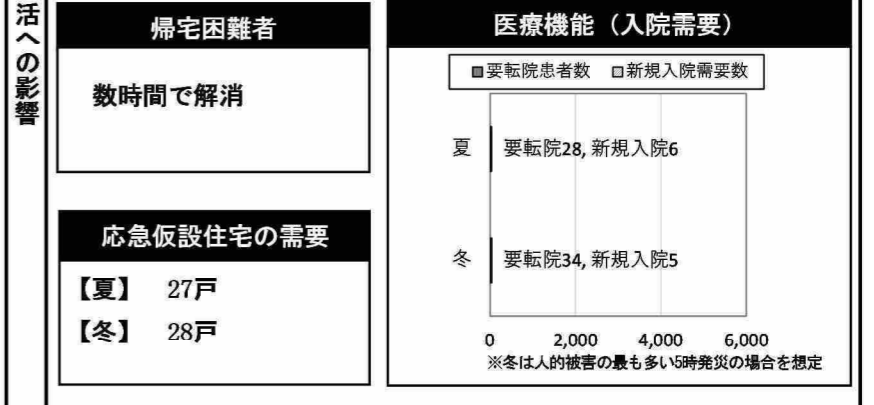 活への影響
帰宅困難者
数時間で解消
応急仮設住宅の需要
【夏】 27戸
【冬】 28戸
医療機能（入院需要）
■要転院患者数 □新規入院需要数
夏 要転院28, 新規入院6
冬 要転院34, 新規入院5
0 2,000 4,000 6,000
※冬は人的被害の最も多い5時発災の場合を想定